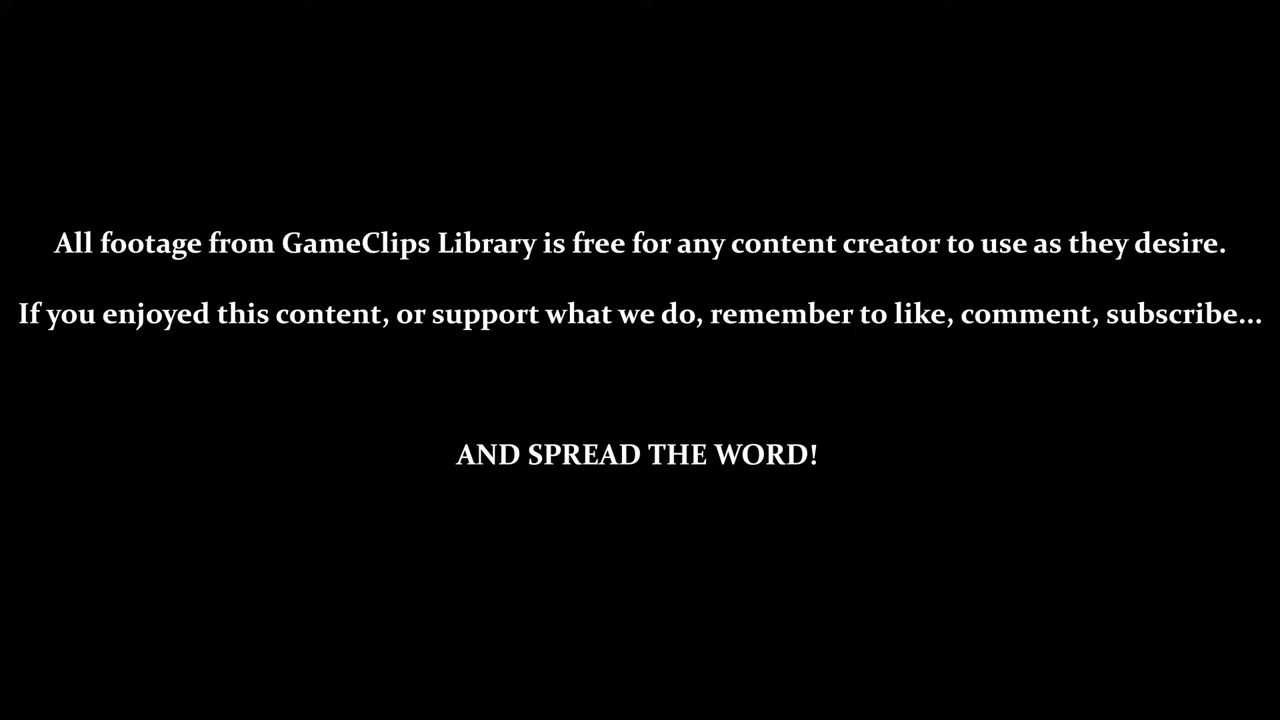 All footage from GameClips Library is free for any content creator to use as they desire.
If you enjoyed this content, or support what we do, remember to like, comment, subscribe...
AND SPREAD THE WORD!